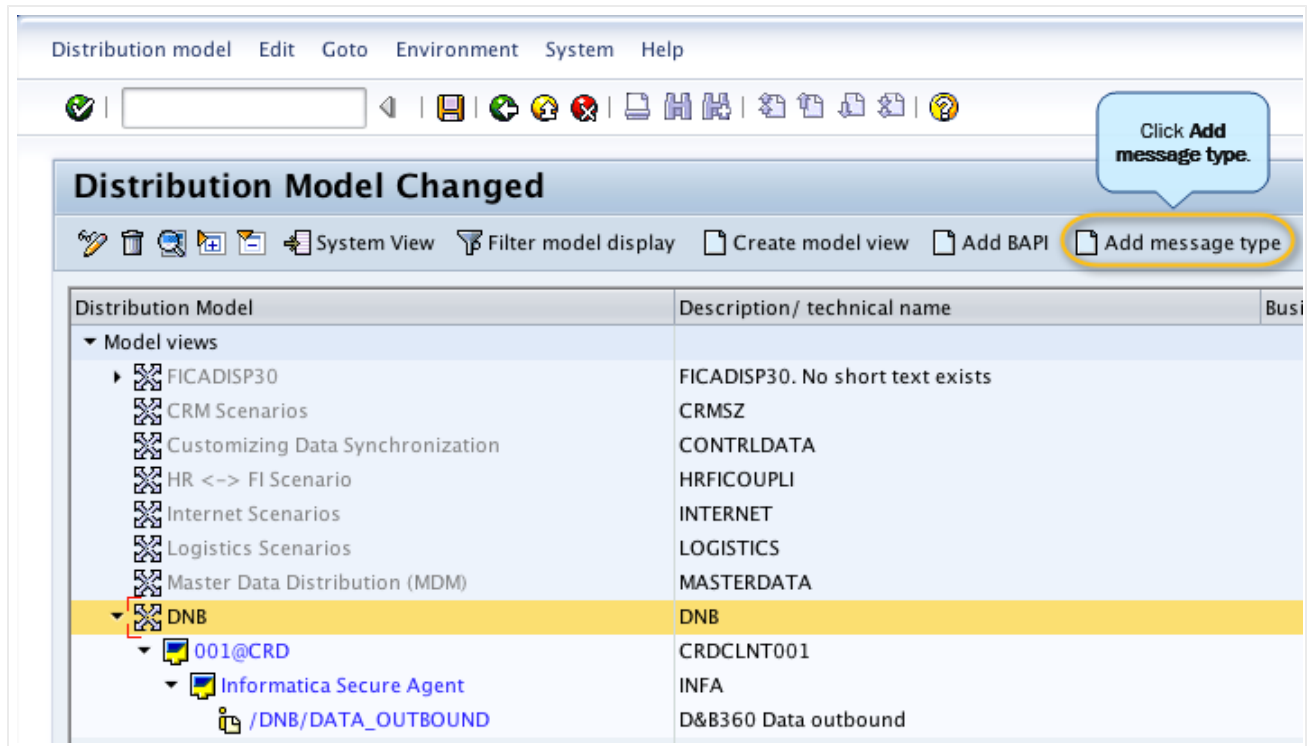 Distribution model Edit Goto Environment System Help
Click Add
message type.
Distribution Model Changed
System View Filter model display Create model view Add BAPI Add message type
Distribution Model Description/ technical name Busi
Model views
FICADISP30 FICADISP30. No short text exists
CRM Scenarios CRMSZ
Customizing Data Synchronization CONTRLDATA
HR <-> FI Scenario HRFICOUPLI
Internet Scenarios INTERNET
Logistics Scenarios LOGISTICS
Master Data Distribution (MDM) MASTERDATA
DNB DNB
001@CRD CRDCLNT001
Informatica Secure Agent INFA
/DNB/DATA_OUTBOUND D&B360 Data outbound